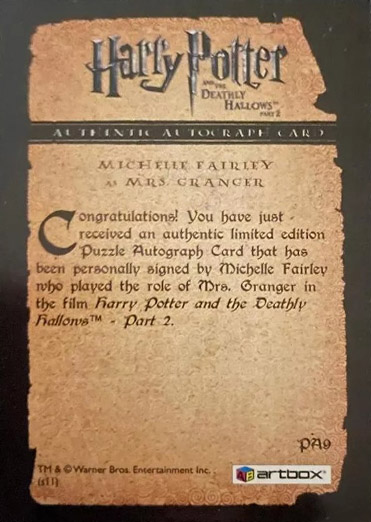 Harry Potter
AND THE
DEATHLY
HALLOWS™
PART 2
AUTHENTIC AUTOGRAPH CARD
MICHELLE FAIRLEY
AS MRS. GRANGER
Congratulations! You have just
received an authentic limited edition
Puzzle Autograph Card that has
been personally signed by Michelle Fairley
who played the role of Mrs. Granger in
the film Harry Potter and the Deathly
Hallows™ - Part 2.
PA9
TM & © Warner Bros. Entertainment Inc.
(s11)
artbox®